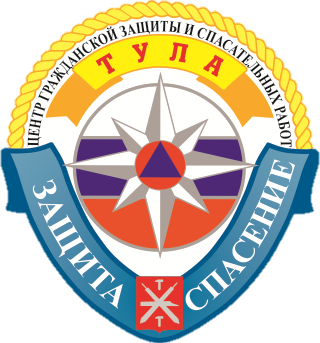 ЦЕНТР ГРАЖДАНСКОЙ ЗАЩИТЫ И СПАСАТЕЛЬНЫХ РАБОТ
ТУЛА
ЗАЩИТА
СПАСЕНИЕ